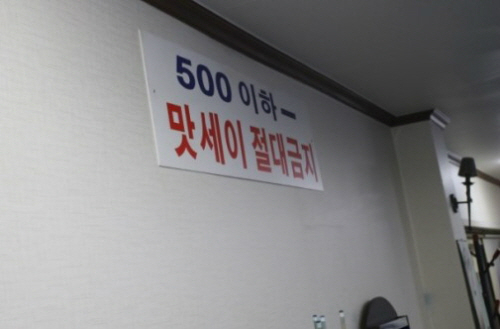 500 이하 –
맛세이 절대금지